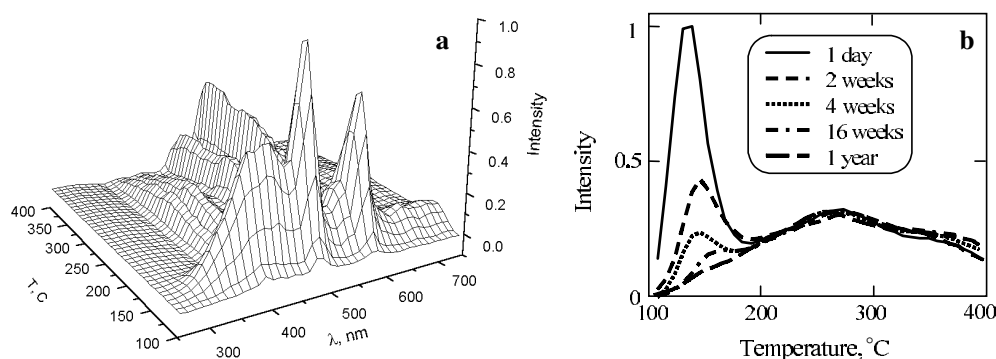 a
1.0
0.8
0.6
0.4
0.2
0.0
Intensity
400
350
300
250
200
150
100
T, C
300
400
500
600
700
λ, nm
b
1
0.5
0
Intensity
1 day
2 weeks
4 weeks
16 weeks
1 year
100
200
300
400
Temperature, °C